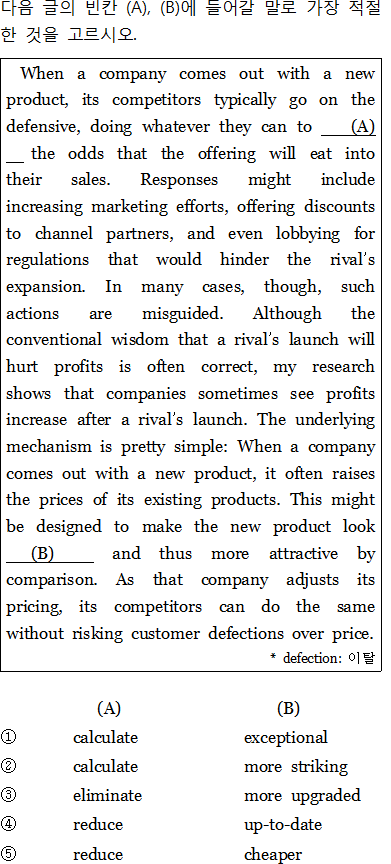 다음 글의 빈칸 (A), (B)에 들어갈 말로 가장 적절
한 것을 고르시오.
When a company comes out with a new
product, its competitors typically go on the
defensive, doing whatever they can to (A)
the odds that the offering will eat into
their sales. Responses might include
increasing marketing efforts, offering discounts
to channel partners, and even lobbying for
regulations that would hinder the rival's
expansion. In many cases, though, such
actions are misguided. Although the
conventional wisdom that a rival's launch will
hurt profits is often correct, my research
shows that companies sometimes see profits
increase after a rival's launch. The underlying
mechanism is pretty simple: When a company
comes out with a new product, it often raises
the prices of its existing products. This might
be designed to make the new product look
(B) and thus more attractive by
comparison. As that company adjusts its
pricing, its competitors can do the same
without risking customer defections over price.
* defection: 이탈
(A) (B)
① calculate exceptional
② calculate more striking
③ eliminate more upgraded
④ reduce up-to-date
⑤ reduce cheaper